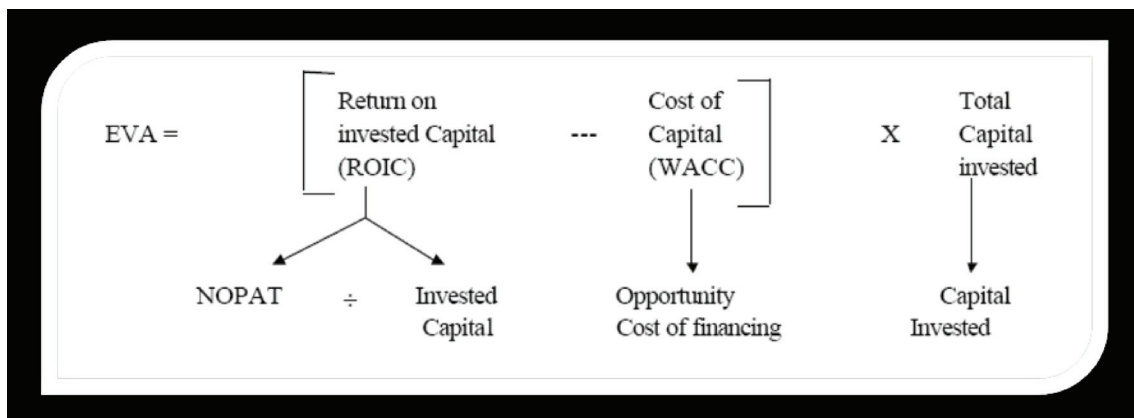 Return on Cost of Total
EVA = invested Capital --- Capital X Capital
(ROIC) (WACC) invested
NOPAT ÷ Invested Opportunity Capital
Capital Cost of financing Invested